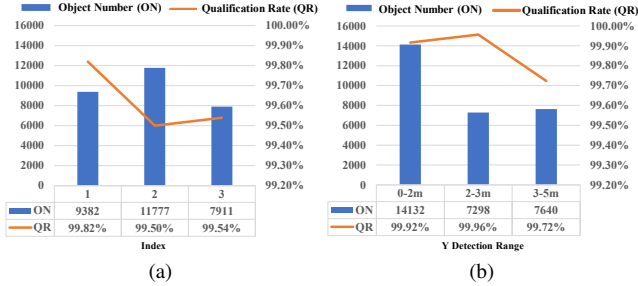 Object Number (ON) Qualification Rate (QR)
16000 100.00%
14000 99.90%
12000 99.80%
10000 99.70%
8000 99.60%
6000 99.50%
4000 99.40%
2000 99.30%
0 99.20%
1 2 3
ON 9382 11777 7911
QR 99.82% 99.50% 99.54%
Index
(a)
Object Number (ON) Qualification Rate (QR)
16000 100.00%
14000 99.90%
12000 99.80%
10000 99.70%
8000 99.60%
6000 99.50%
4000 99.40%
2000 99.30%
0 99.20%
0-2m 2-3m 3-5m
ON 14132 7298 7640
QR 99.92% 99.96% 99.72%
Y Detection Range
(b)